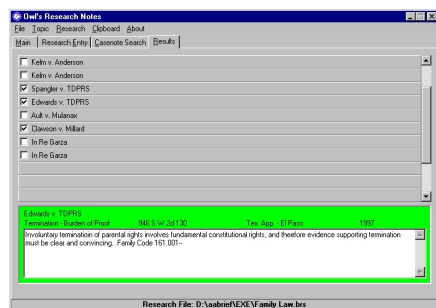 Owl's Research Notes
File Topic Research Clipboard About
Main Research Entry Casenote Search Results
Kelm v. Anderson
Kelm v. Anderson
Spangler v. TDPRS
Edwards v. TDPRS
Ault v. Mulanax
Clawson v. Millard
In Re Garza
In Re Garza
Edwards v. TDPRS
Termination - Burden of Proof 946 S.W.2d 130 Tex. App. - El Paso 1997
Involuntary terminatioin of parental rights involves fundamental constitutional rights, and theefore evidence supporting termination
must be clear and convincing. Family Code 161.001--
Research File: D:\aabrief\EXE\Family Law.brs